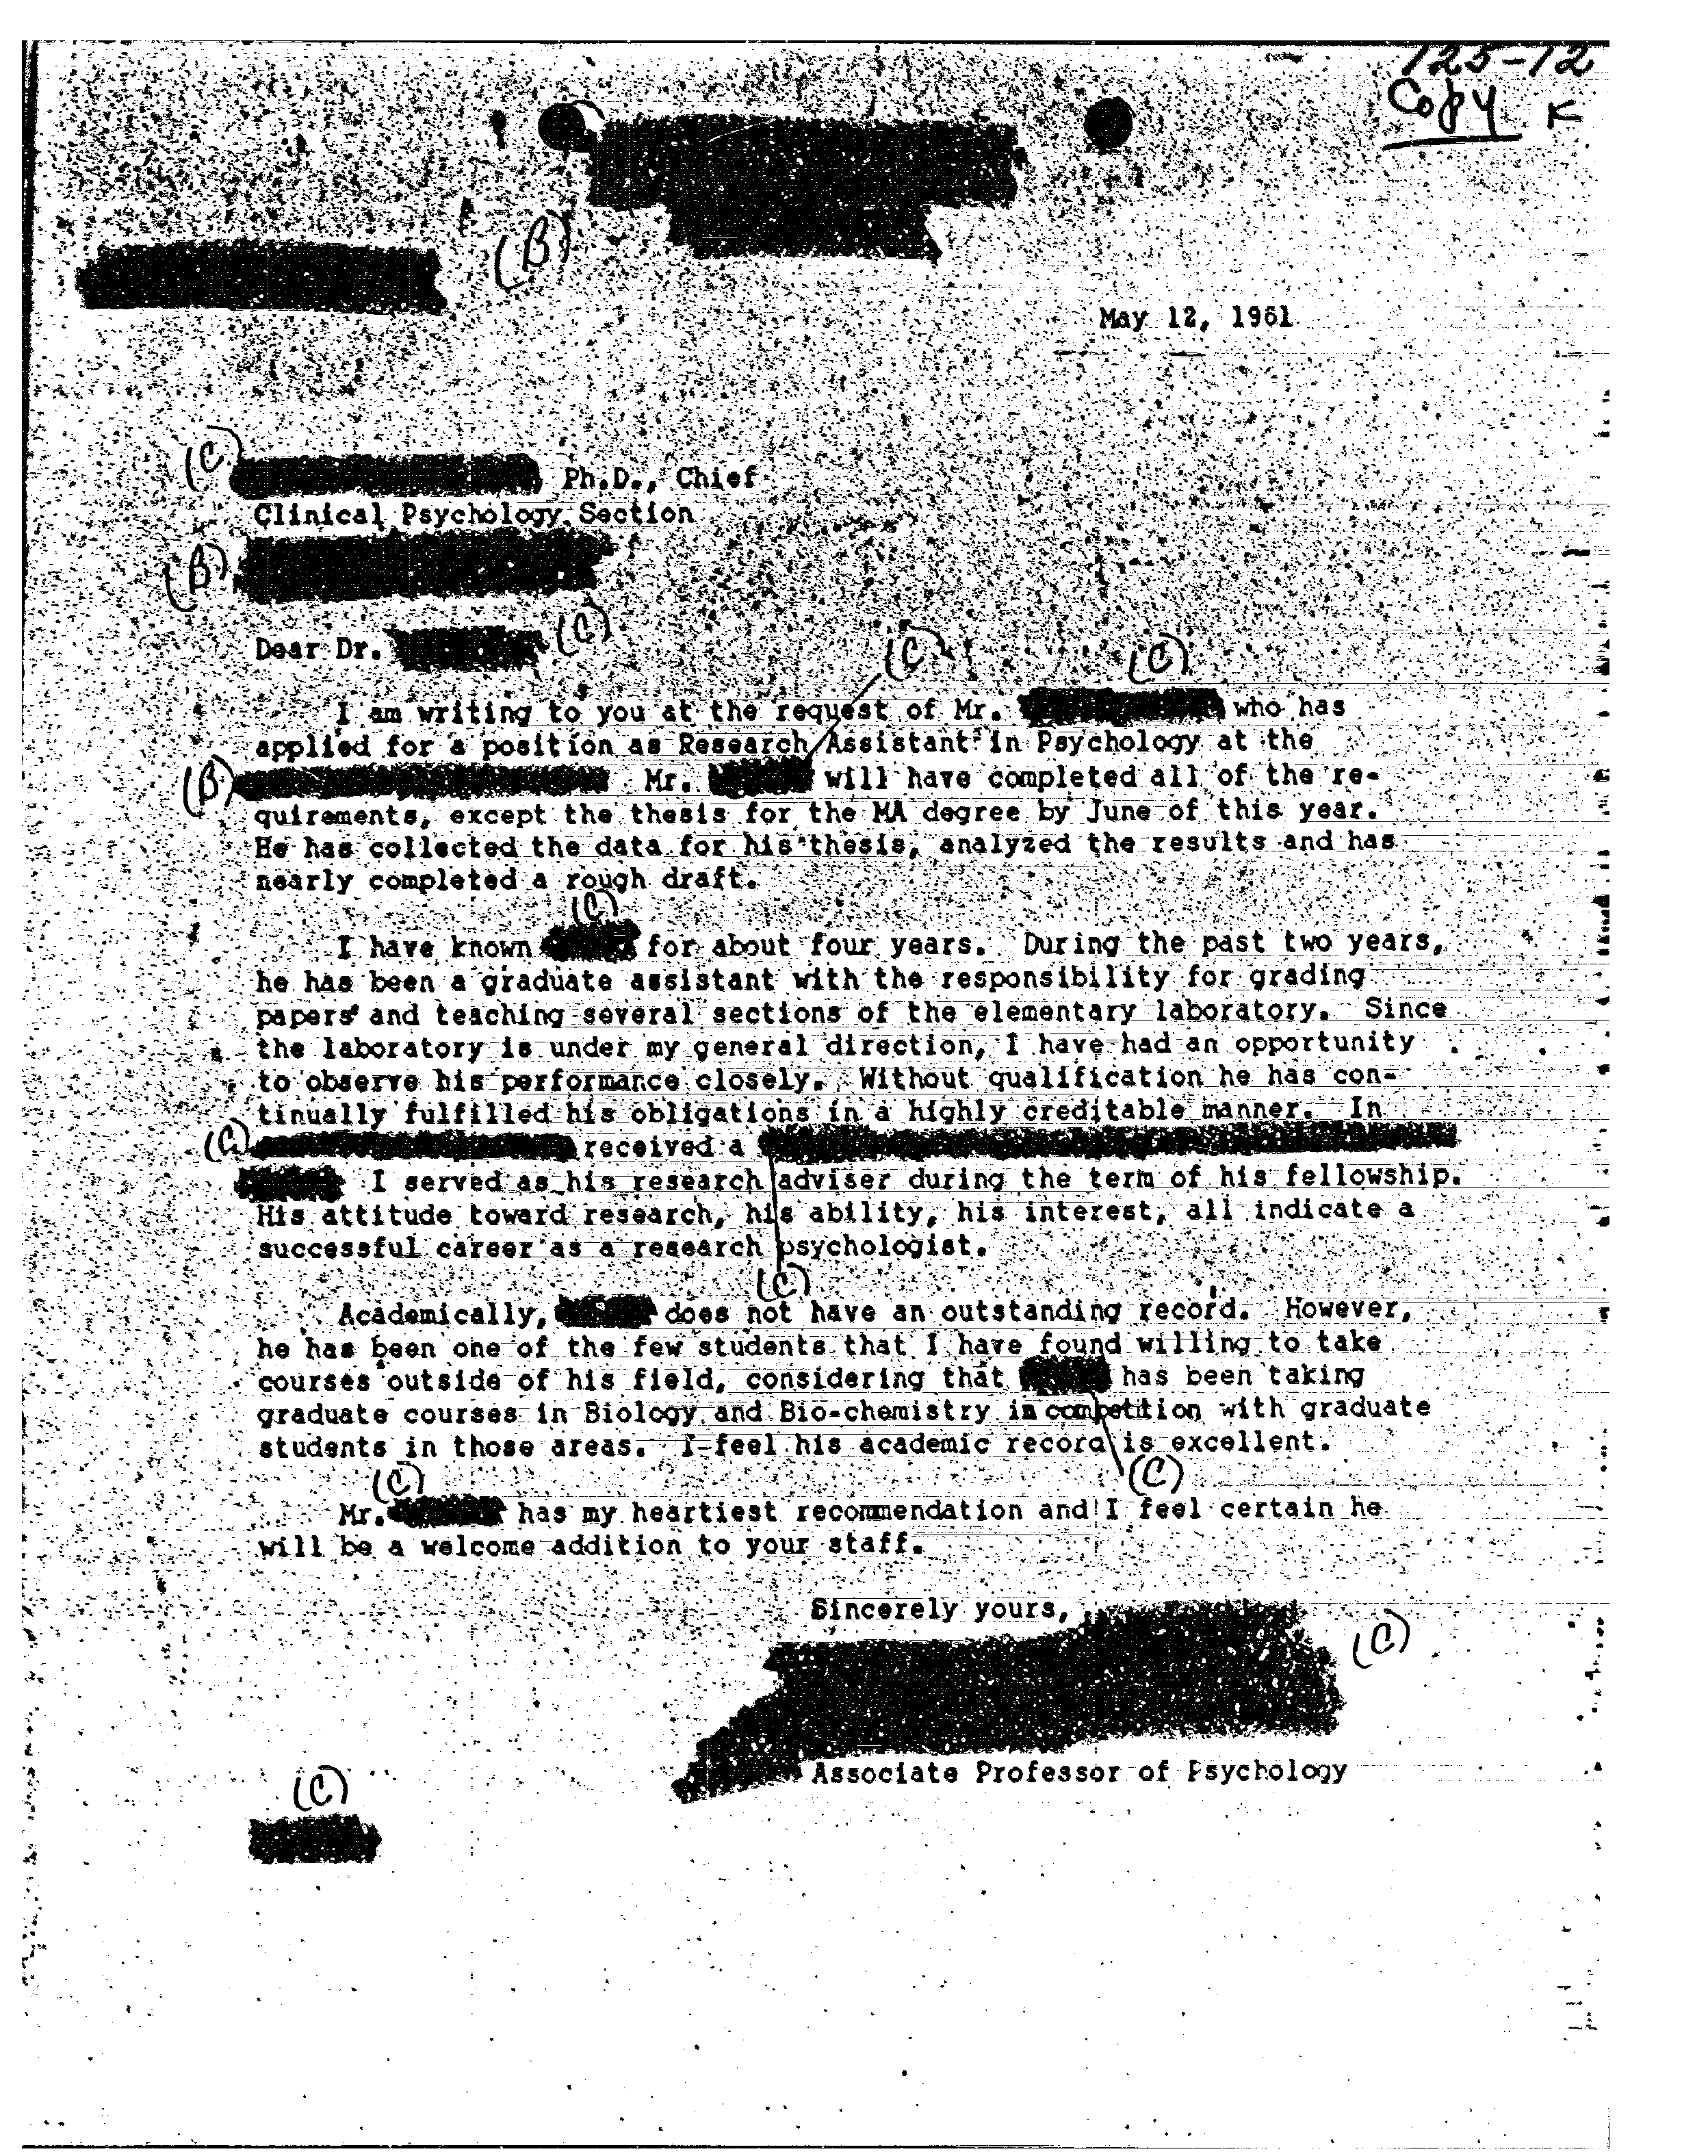 125-12
Copy K
(B)
May 12, 1961
(C)
Ph.D., Chief
Clinical Psychology Section
(B)
Dear Dr. (C)
(C) (C)
I am writing to you at the request of Mr. who has
applied for a position as Research Assistant in Psychology at the
(B) Mr. will have completed all of the re-
quirements, except the thesis for the MA degree by June of this year.
He has collected the data for his thesis, analyzed the results and has
nearly completed a rough draft.
(C)
I have known for about four years. During the past two years,
he has been a graduate assistant with the responsibility for grading
papers and teaching several sections of the elementary laboratory. Since
the laboratory is under my general direction, I have had an opportunity
to observe his performance closely. Without qualification he has con-
tinually fulfilled his obligations in a highly creditable manner. In
(C) received a
I served as his research adviser during the term of his fellowship.
His attitude toward research, his ability, his interest, all indicate a
successful career as a research psychologist.
(C)
Academically, does not have an outstanding record. However,
he has been one of the few students that I have found willing to take
courses outside of his field, considering that has been taking
graduate courses in Biology and Bio-chemistry in competition with graduate
students in those areas. I feel his academic record is excellent.
(C) (C)
Mr. has my heartiest recommendation and I feel certain he
will be a welcome addition to your staff.
Sincerely yours,
(C)
Associate Professor of Psychology
(C)